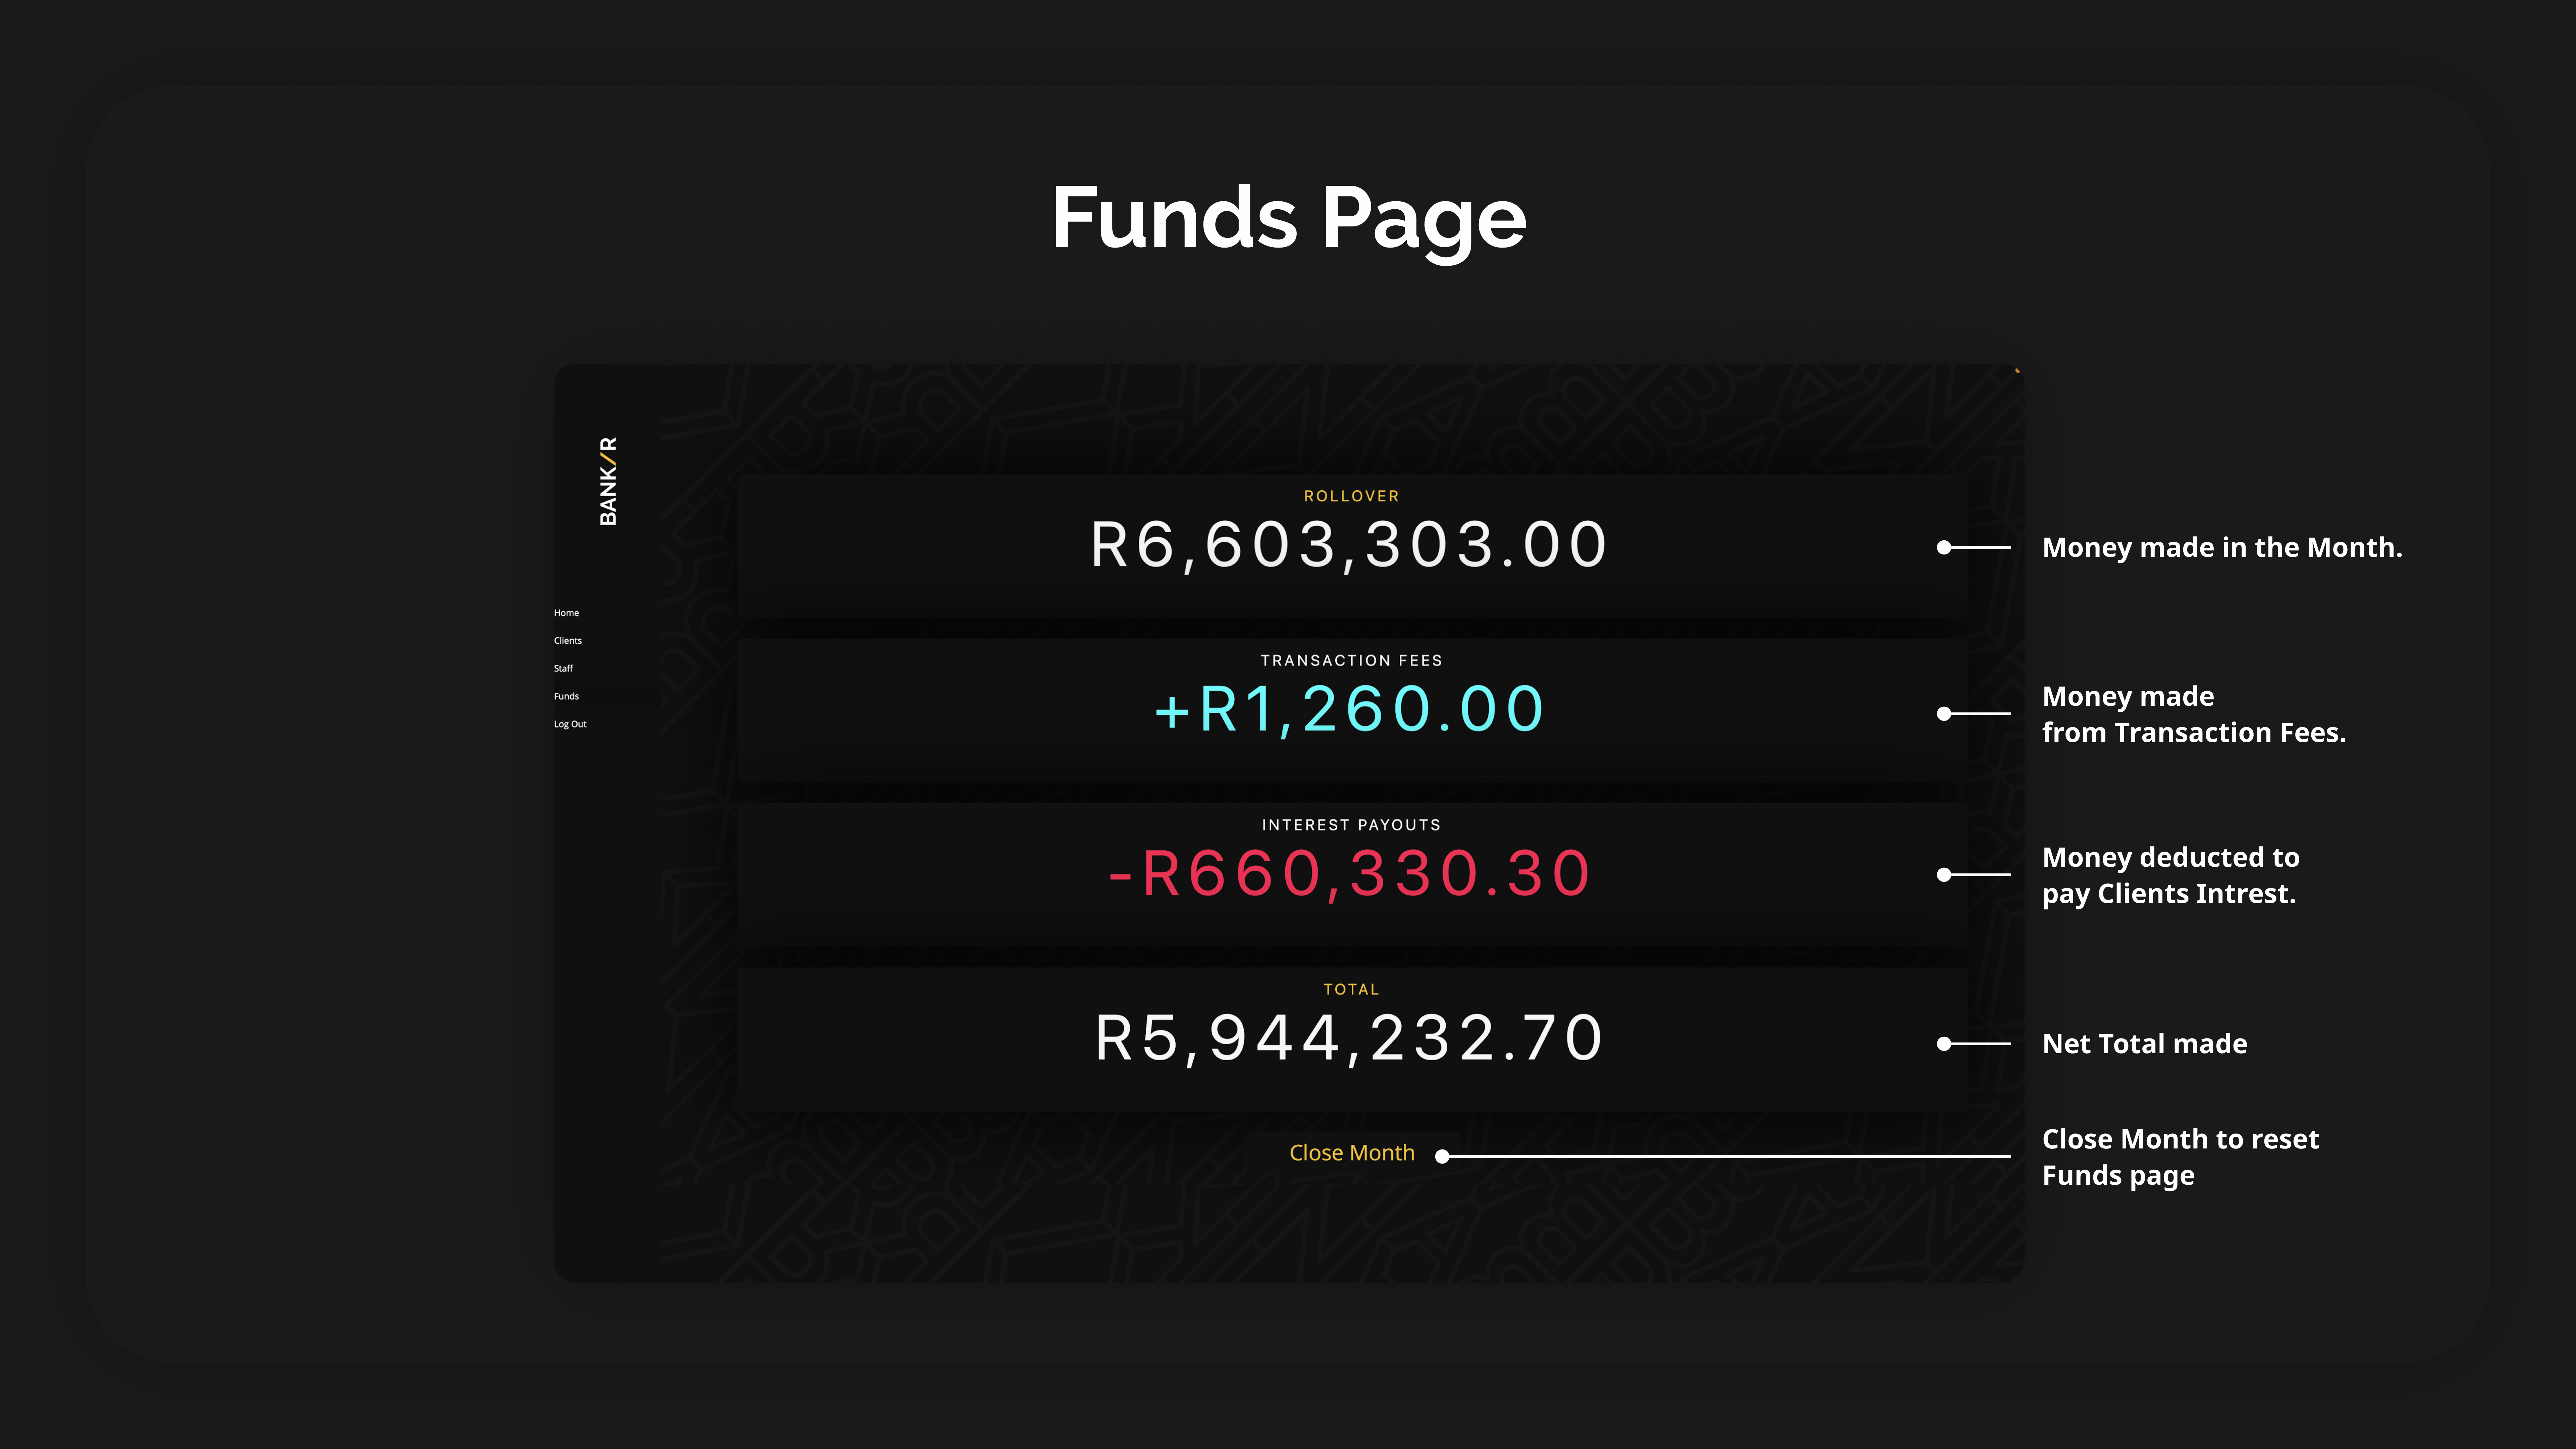 Funds Page
BANK/R
Home
Clients
Staff
Funds
Log Out
ROLLOVER
R6,603,303.00
Money made in the Month.
TRANSACTION FEES
+R1,260.00
Money made
from Transaction Fees.
INTEREST PAYOUTS
-R660,330.30
Money deducted to
pay Clients Intrest.
TOTAL
R5,944,232.70
Net Total made
Close Month
Close Month to reset
Funds page